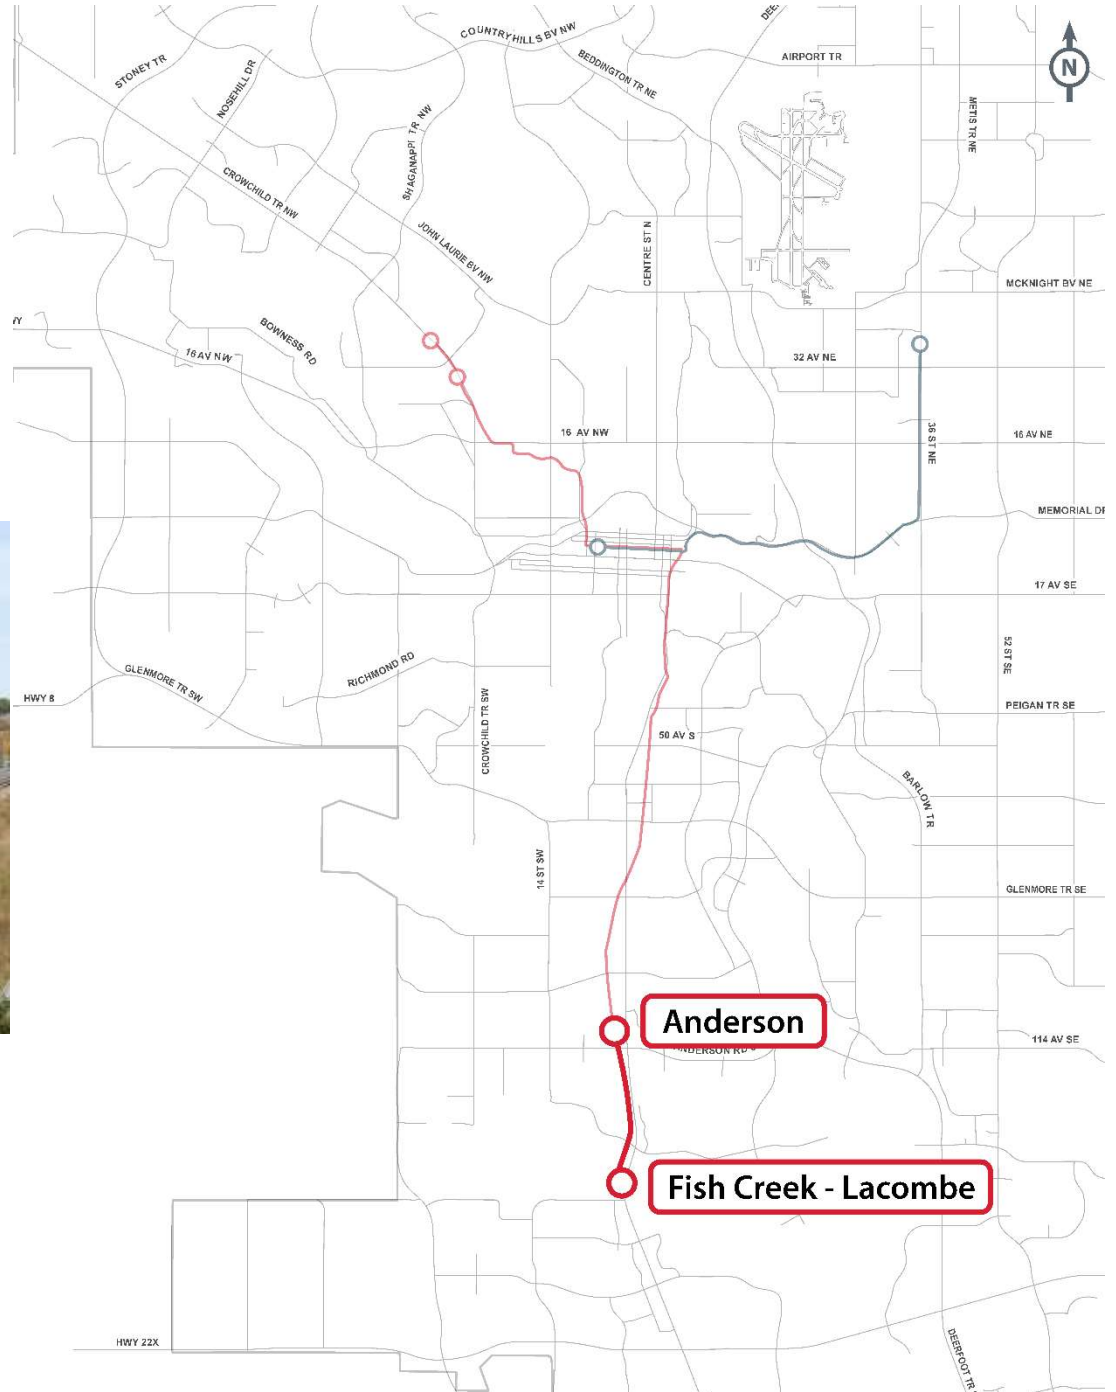 COUNTRYHILLS BV NW
STONEY TR
NOSEHILL DR
BEDDINGTON TR NE
AIRPORT TR
N
METIS TR NE
SHAGANAPPI TR NW
CROWCHILD TR NW
JOHN LAURIE BV NW
CENTRE ST N
MCKNIGHT BV NE
BOWNESS RD
16 AV NW
32 AV NE
16 AV NW
36 ST NE
16 AV NE
MEMORIAL DR
17 AV SE
HWY 8
GLENMORE TR SW
RICHMOND RD
CROWCHILD TR SW
52 ST SE
PEIGAN TR SE
50 AV S
BARLOW TR
14 ST SW
GLENMORE TR SE
Anderson
ANDERSON RD
114 AV SE
Fish Creek - Lacombe
HWY 22X
DEERFOOT TR